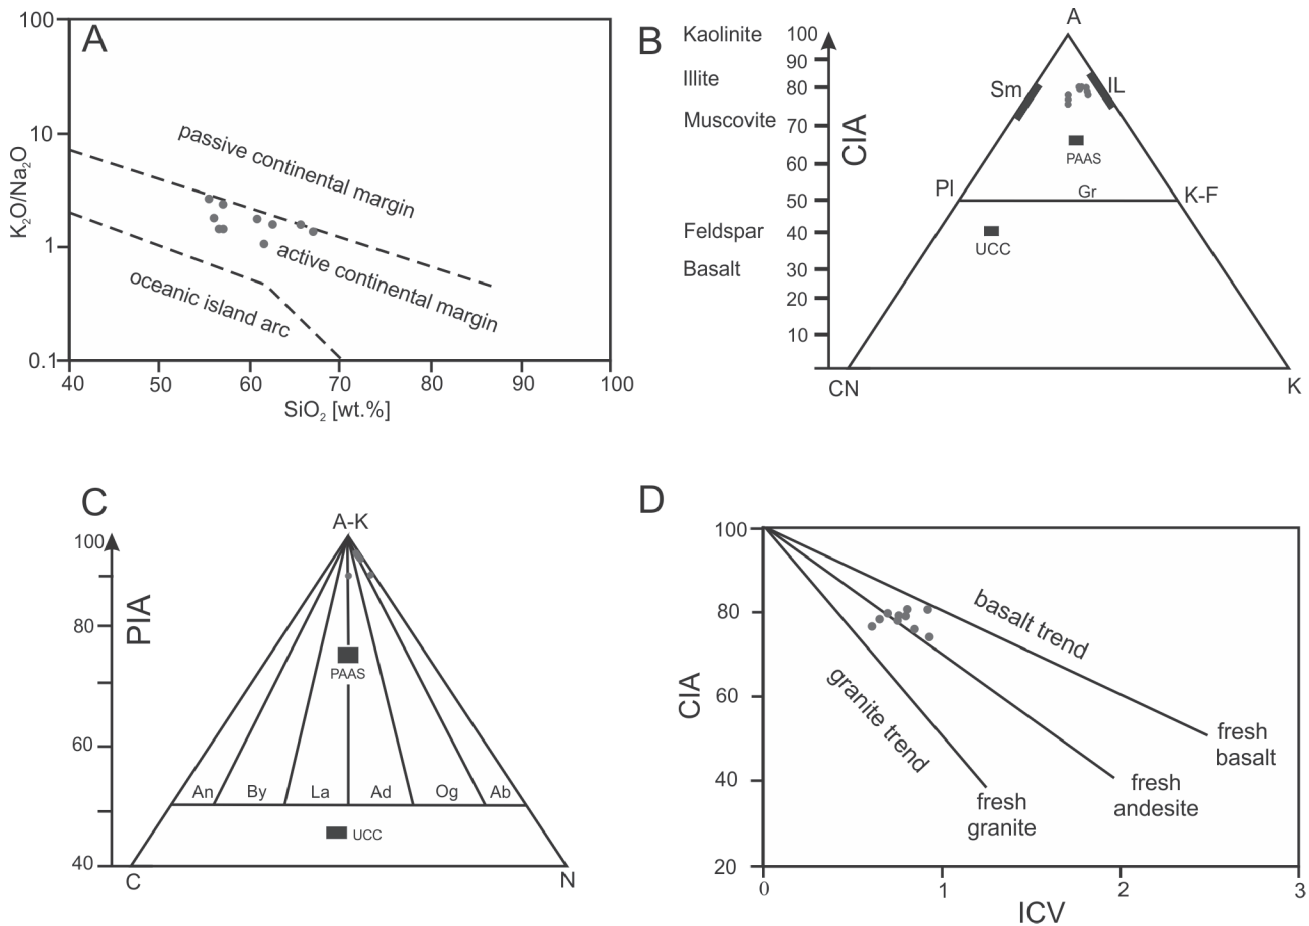 A
100
10
1
0.1
K₂O/Na₂O
passive continental margin
active continental margin
oceanic island arc
40
50
60
70
80
90
100
SiO₂ [wt.%]
B
Kaolinite
Illite
Muscovite
Feldspar
Basalt
100
90
80
70
60
50
40
30
20
10
CIA
A
Sm
IL
PAAS
Pl
Gr
K-F
UCC
CN
K
C
A-K
100
80
60
40
PIA
PAAS
An
By
La
Ad
Og
Ab
UCC
C
N
D
100
80
60
40
20
CIA
basalt trend
granite trend
fresh
basalt
fresh
andesite
fresh
granite
0
1
2
3
ICV